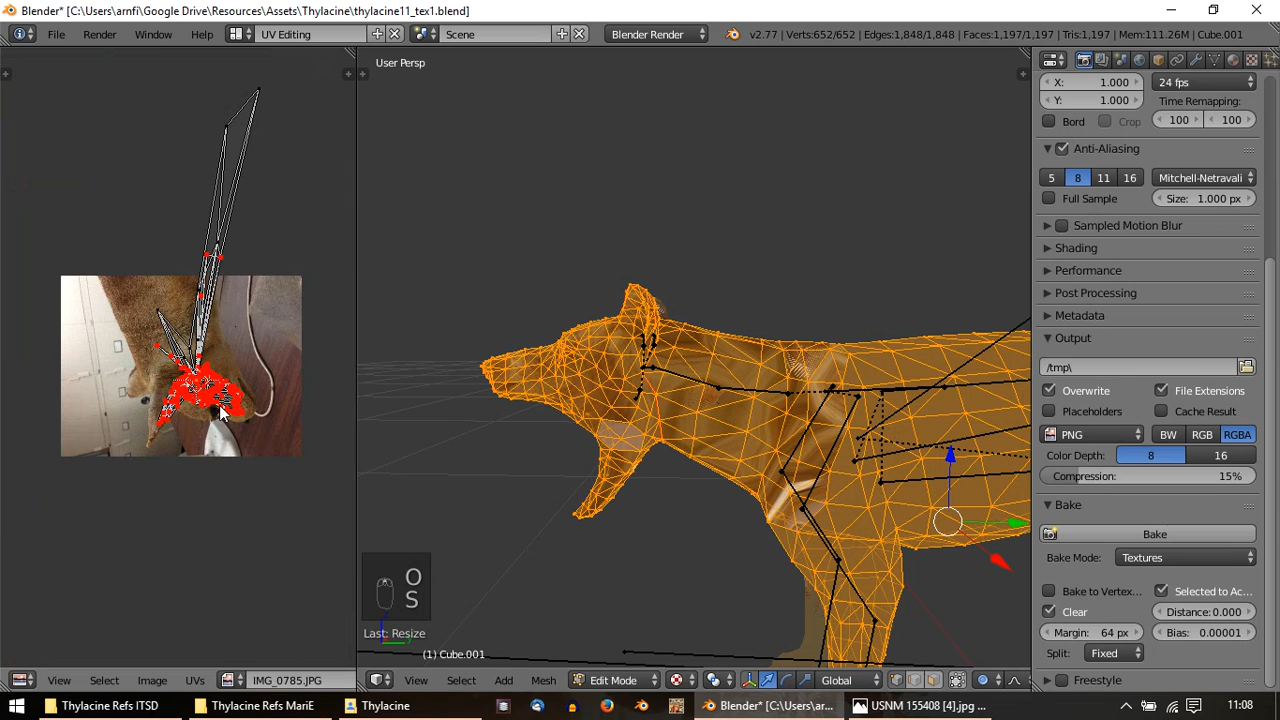 Blender* [C:\Users\arnfi\Google Drive\Resources\Assets\Thylacine\thylacine11_tex1.blend]
File Render Window Help UV Editing Scene Blender Render v2.77 | Verts:652/652 | Edges:1,848/1,848 | Faces:1,197/1,197 | Tris:1,197 | Mem:111.26M | Cube.001
User Persp
X: 1.000 24 fps
Y: 1.000 Time Remapping:
Bord Crop 100 100
Anti-Aliasing
5 8 11 16 Mitchell-Netravali
Full Sample Size: 1.000 px
Sampled Motion Blur
Shading
Performance
Post Processing
Metadata
Output
/tmp\
Overwrite File Extensions
Placeholders Cache Result
PNG BW RGB RGBA
Color Depth: 8 16
Compression: 15%
Bake
Bake
Bake Mode: Textures
Bake to Vertex... Selected to Ac...
Clear Distance: 0.000
Margin: 64 px Bias: 0.00001
Split: Fixed
Freestyle
O
S
Last: Resize
(1) Cube.001
View Select Image UVs IMG_0785.JPG
View Select Add Mesh Edit Mode Global
Thylacine Refs ITSD Thylacine Refs MariE Thylacine Blender* [C:\Users\ar... USNM 155408 [4].jpg ... 11:08